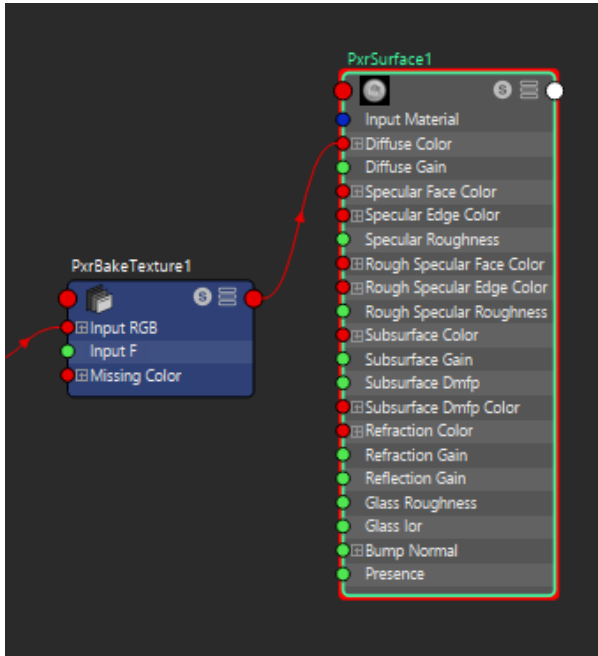 PxrSurface1
S
Input Material
Diffuse Color
Diffuse Gain
Specular Face Color
Specular Edge Color
Specular Roughness
Rough Specular Face Color
Rough Specular Edge Color
Rough Specular Roughness
Subsurface Color
Subsurface Gain
Subsurface Dmfp
Subsurface Dmfp Color
Refraction Color
Refraction Gain
Reflection Gain
Glass Roughness
Glass Ior
Bump Normal
Presence
PxrBakeTexture1
S
Input RGB
Input F
Missing Color